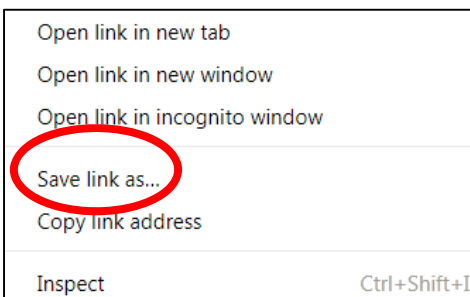 Open link in new tab
Open link in new window
Open link in incognito window
Save link as...
Copy link address
Inspect Ctrl+Shift+I